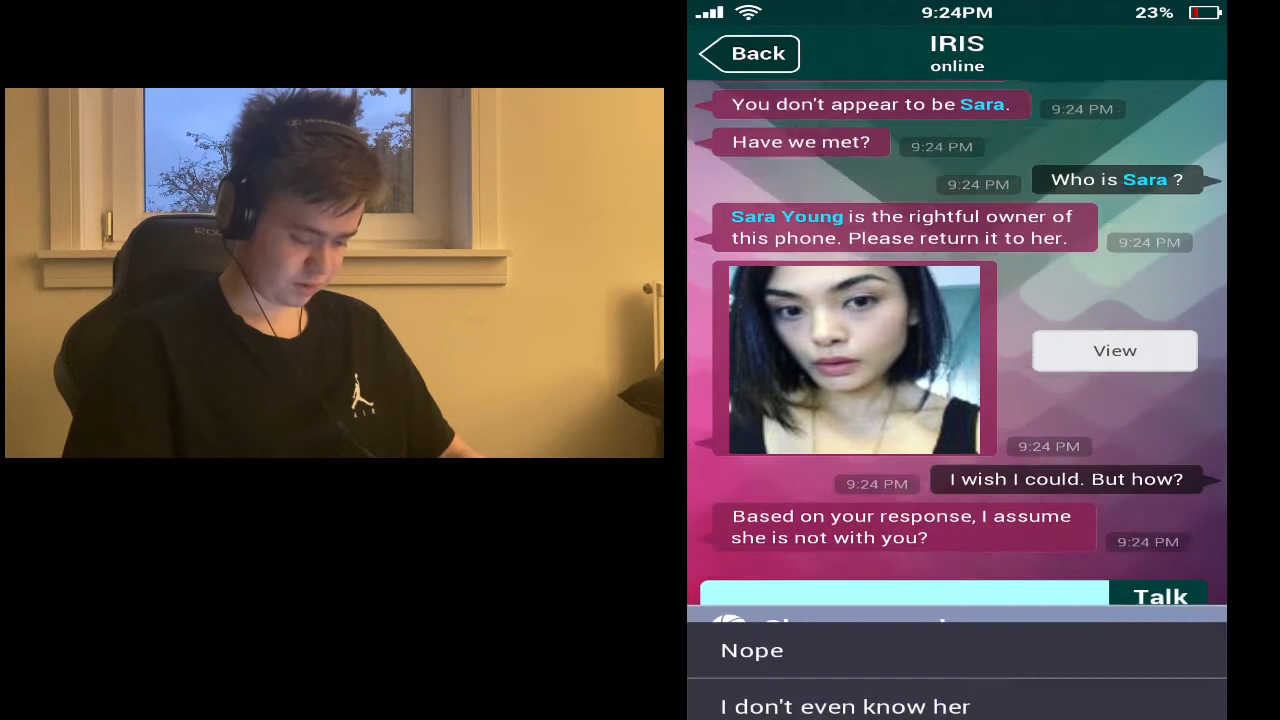 9:24PM
23%
Back
IRIS
online
You don't appear to be Sara.
9:24 PM
Have we met?
9:24 PM
9:24 PM
Who is Sara ?
Sara Young is the rightful owner of
this phone. Please return it to her.
9:24 PM
View
9:24 PM
9:24 PM
I wish I could. But how?
Based on your response, I assume
she is not with you?
9:24 PM
Talk
Nope
I don't even know her
AIR